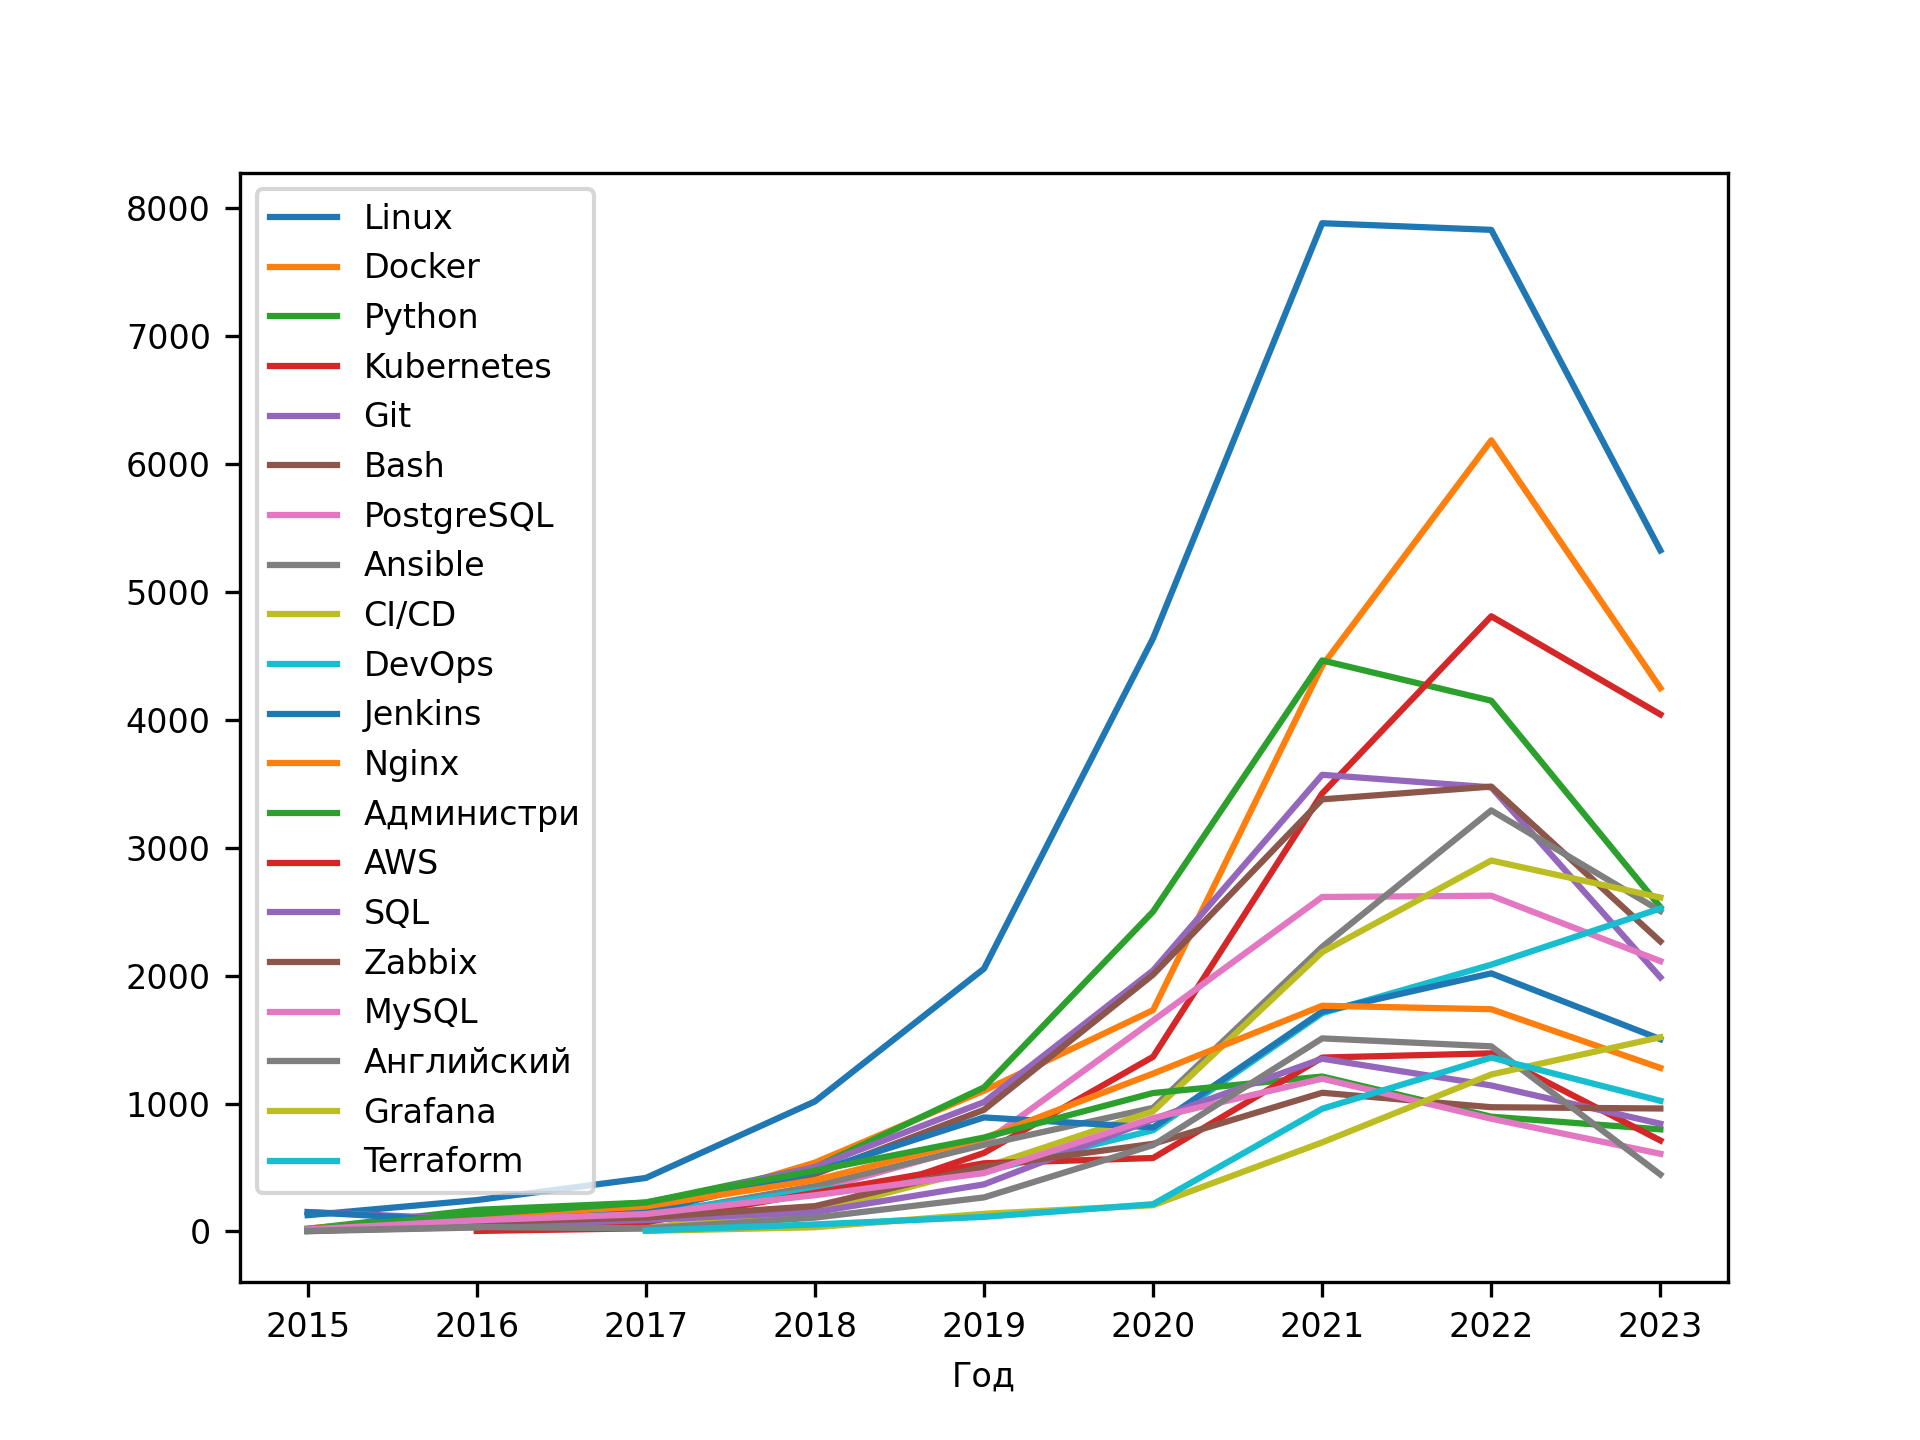 8000
7000
6000
5000
4000
3000
2000
1000
0
Linux
Docker
Python
Kubernetes
Git
Bash
PostgreSQL
Ansible
CI/CD
DevOps
Jenkins
Nginx
Администри
AWS
SQL
Zabbix
MySQL
Английский
Grafana
Terraform
2015 2016 2017 2018 2019 2020 2021 2022 2023
Год